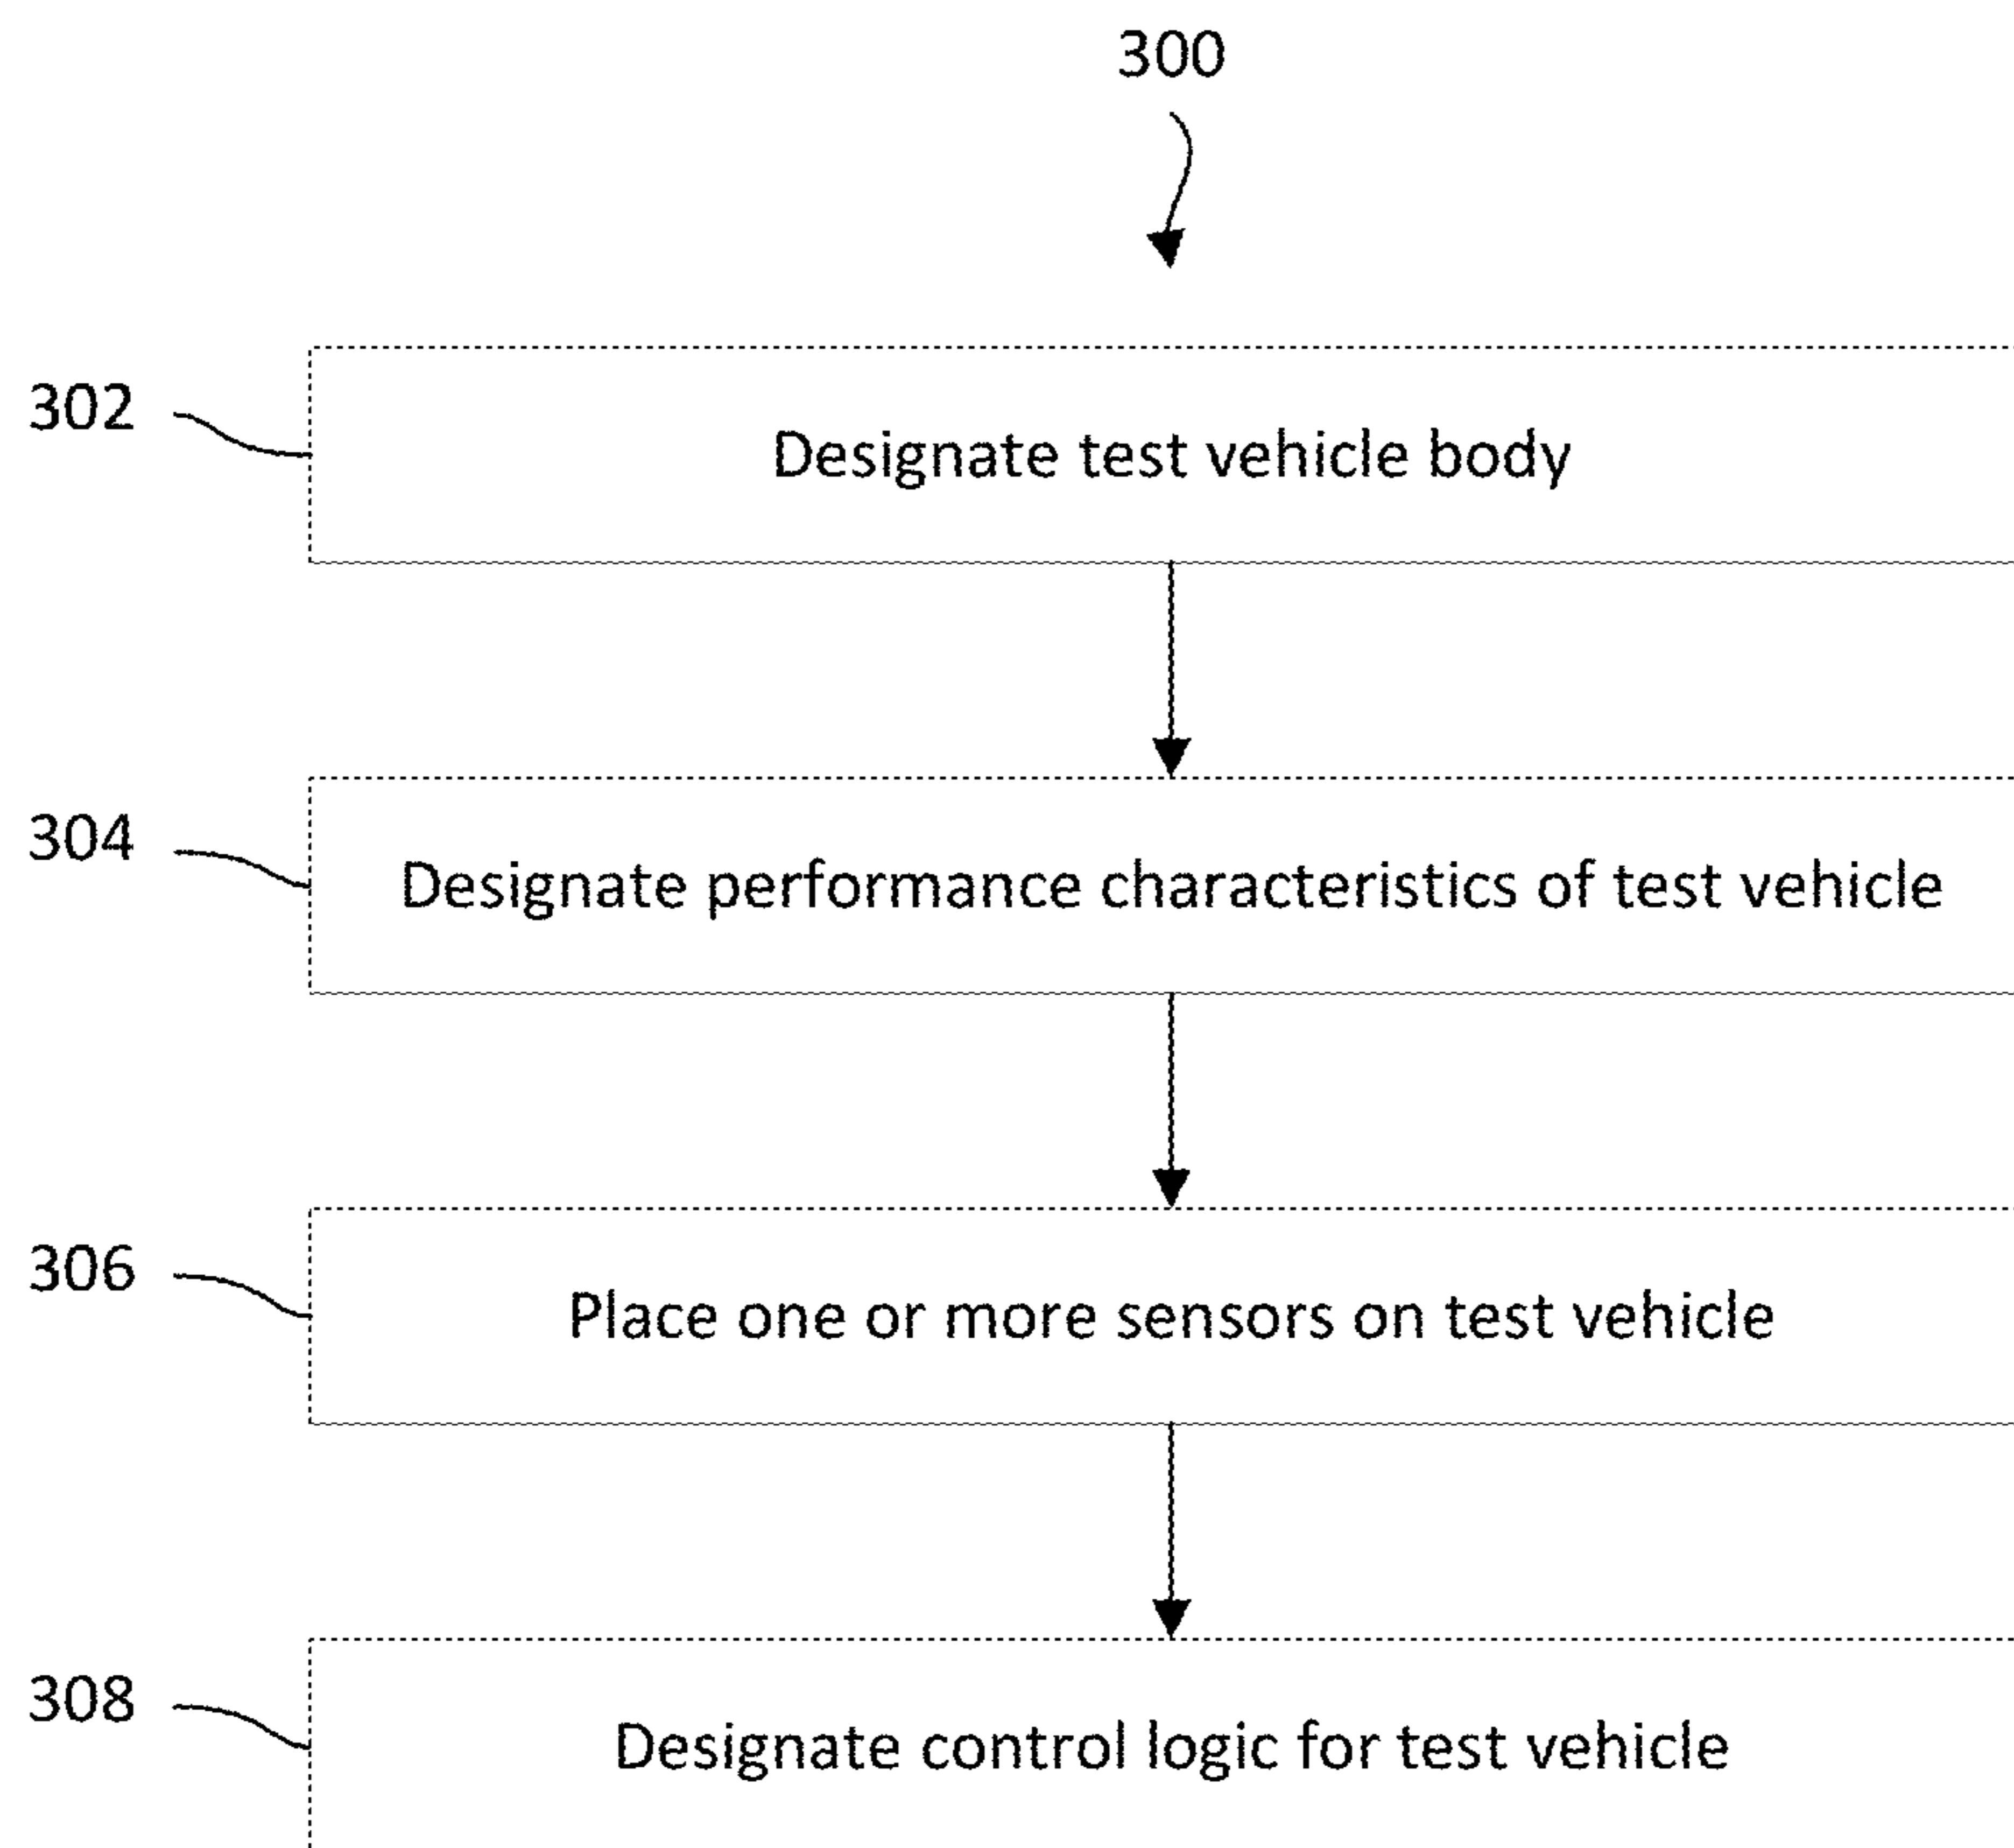 300
302
Designate test vehicle body
304
Designate performance characteristics of test vehicle
306
Place one or more sensors on test vehicle
308
Designate control logic for test vehicle